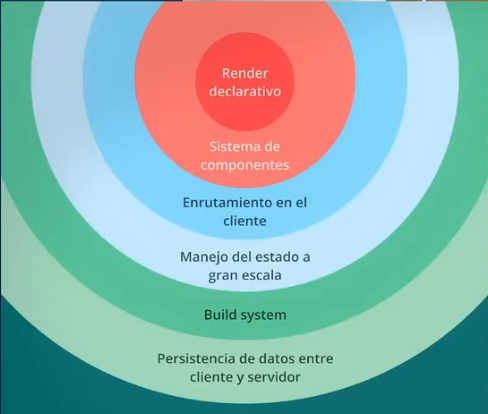 Render
declarativo
Sistema de
componentes
Enrutamiento en el
cliente
Manejo del estado a
gran escala
Build system
Persistencia de datos entre
cliente y servidor